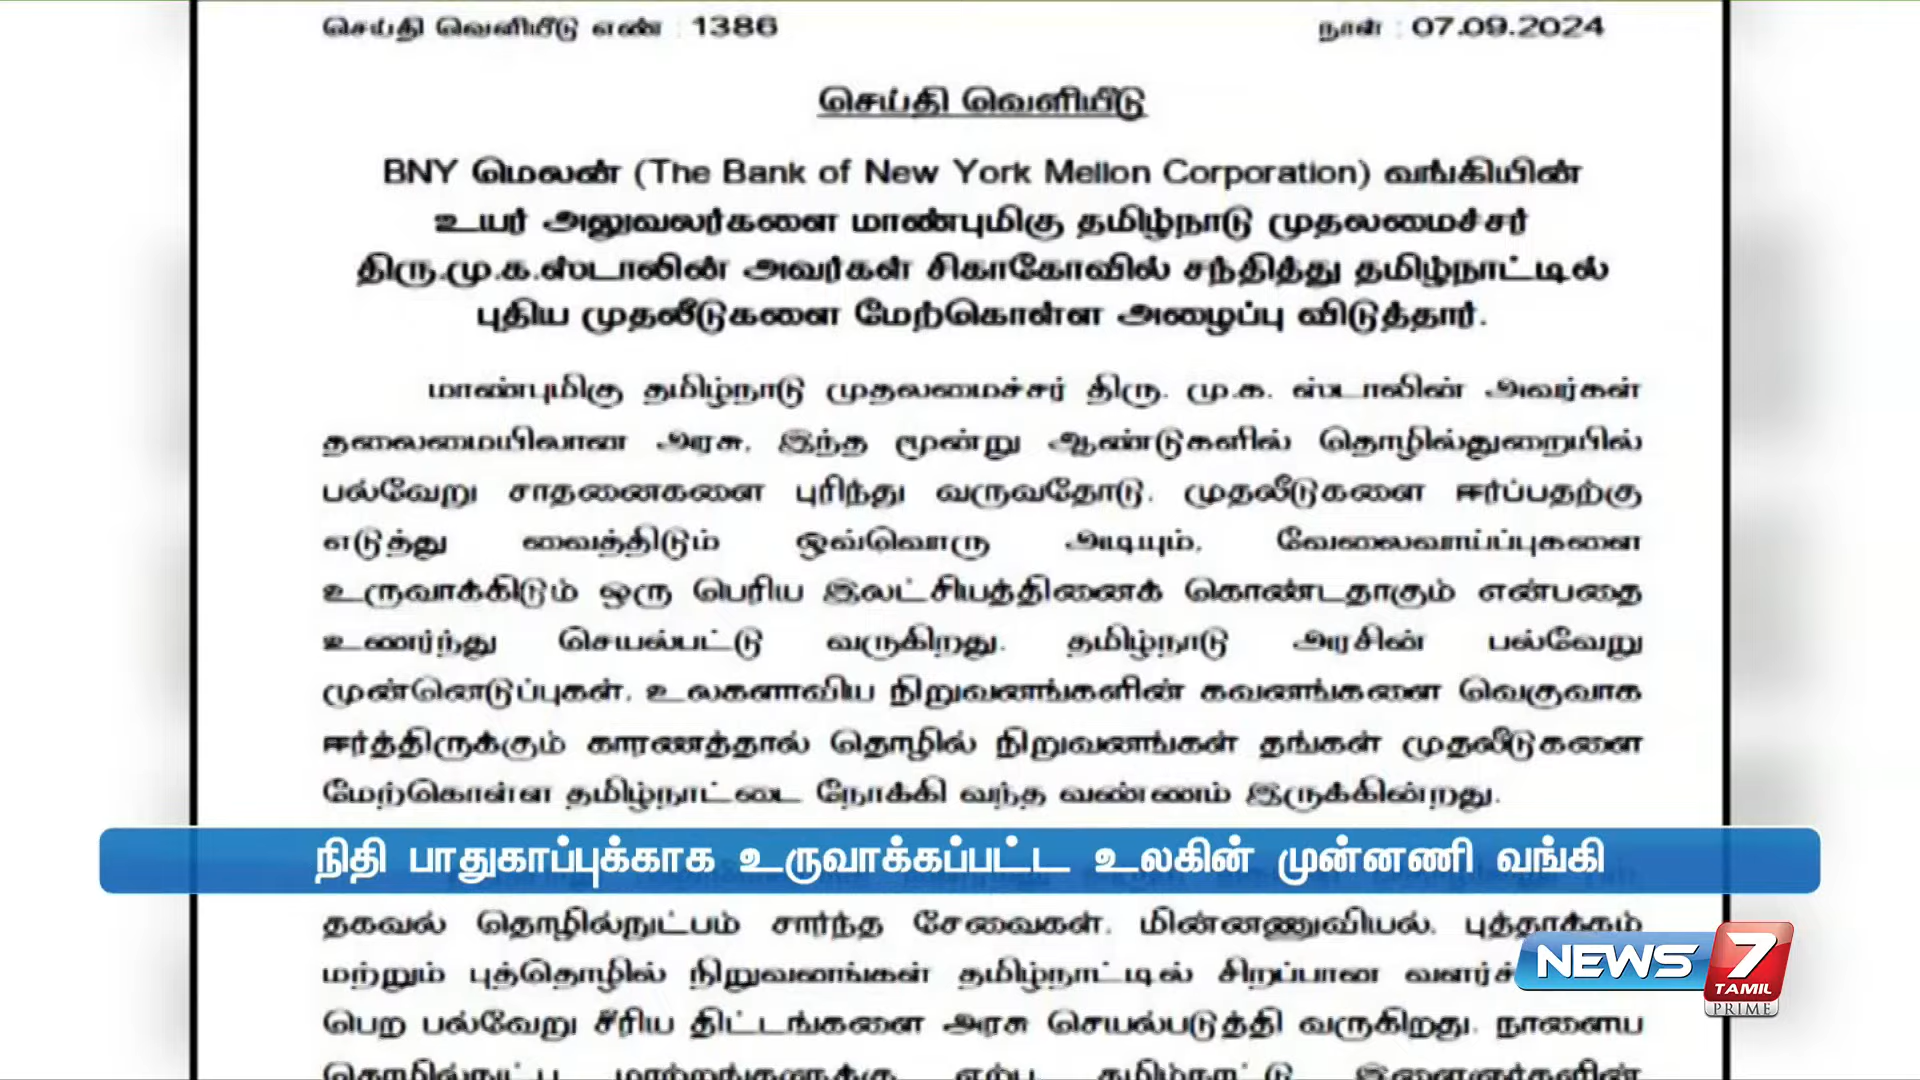 செய்தி வெளியீடு எண் : 1386
நாள் : 07.09.2024
செய்தி வெளியீடு
BNY மெலன் (The Bank of New York Mellon Corporation) வங்கியின்
உயர் அலுவலர்களை மாண்புமிகு தமிழ்நாடு முதலமைச்சர்
திரு.மு.க.ஸ்டாலின் அவர்கள் சிகாகோவில் சந்தித்து தமிழ்நாட்டில்
புதிய முதலீடுகளை மேற்கொள்ள அழைப்பு விடுத்தார்.
மாண்புமிகு தமிழ்நாடு முதலமைச்சர் திரு. மு.க. ஸ்டாலின் அவர்கள்
தலைமையிலான அரசு, இந்த மூன்று ஆண்டுகளில் தொழில்துறையில்
பல்வேறு சாதனைகளை புரிந்து வருவதோடு, முதலீடுகளை ஈர்ப்பதற்கு
எடுத்து வைத்திடும் ஒவ்வொரு அடியும், வேலைவாய்ப்புகளை
உருவாக்கிடும் ஒரு பெரிய இலட்சியத்தினைக் கொண்டதாகும் என்பதை
உணர்ந்து செயல்பட்டு வருகிறது. தமிழ்நாடு அரசின் பல்வேறு
முன்னெடுப்புகள், உலகளாவிய நிறுவனங்களின் கவனங்களை வெகுவாக
ஈர்த்திருக்கும் காரணத்தால் தொழில் நிறுவனங்கள் தங்கள் முதலீடுகளை
மேற்கொள்ள தமிழ்நாட்டை நோக்கி வந்த வண்ணம் இருக்கின்றது.
நிதி பாதுகாப்புக்காக உருவாக்கப்பட்ட உலகின் முன்னணி வங்கி
தகவல் தொழில்நுட்பம் சார்ந்த சேவைகள், மின்னணுவியல், புத்தாக்கம்
மற்றும் புத்தொழில் நிறுவனங்கள் தமிழ்நாட்டில் சிறப்பான
பெற பல்வேறு சீரிய திட்டங்களை அரசு செயல்படுத்தி வருகிறது. நாளைய
NEWS 7
TAMIL
PRIME